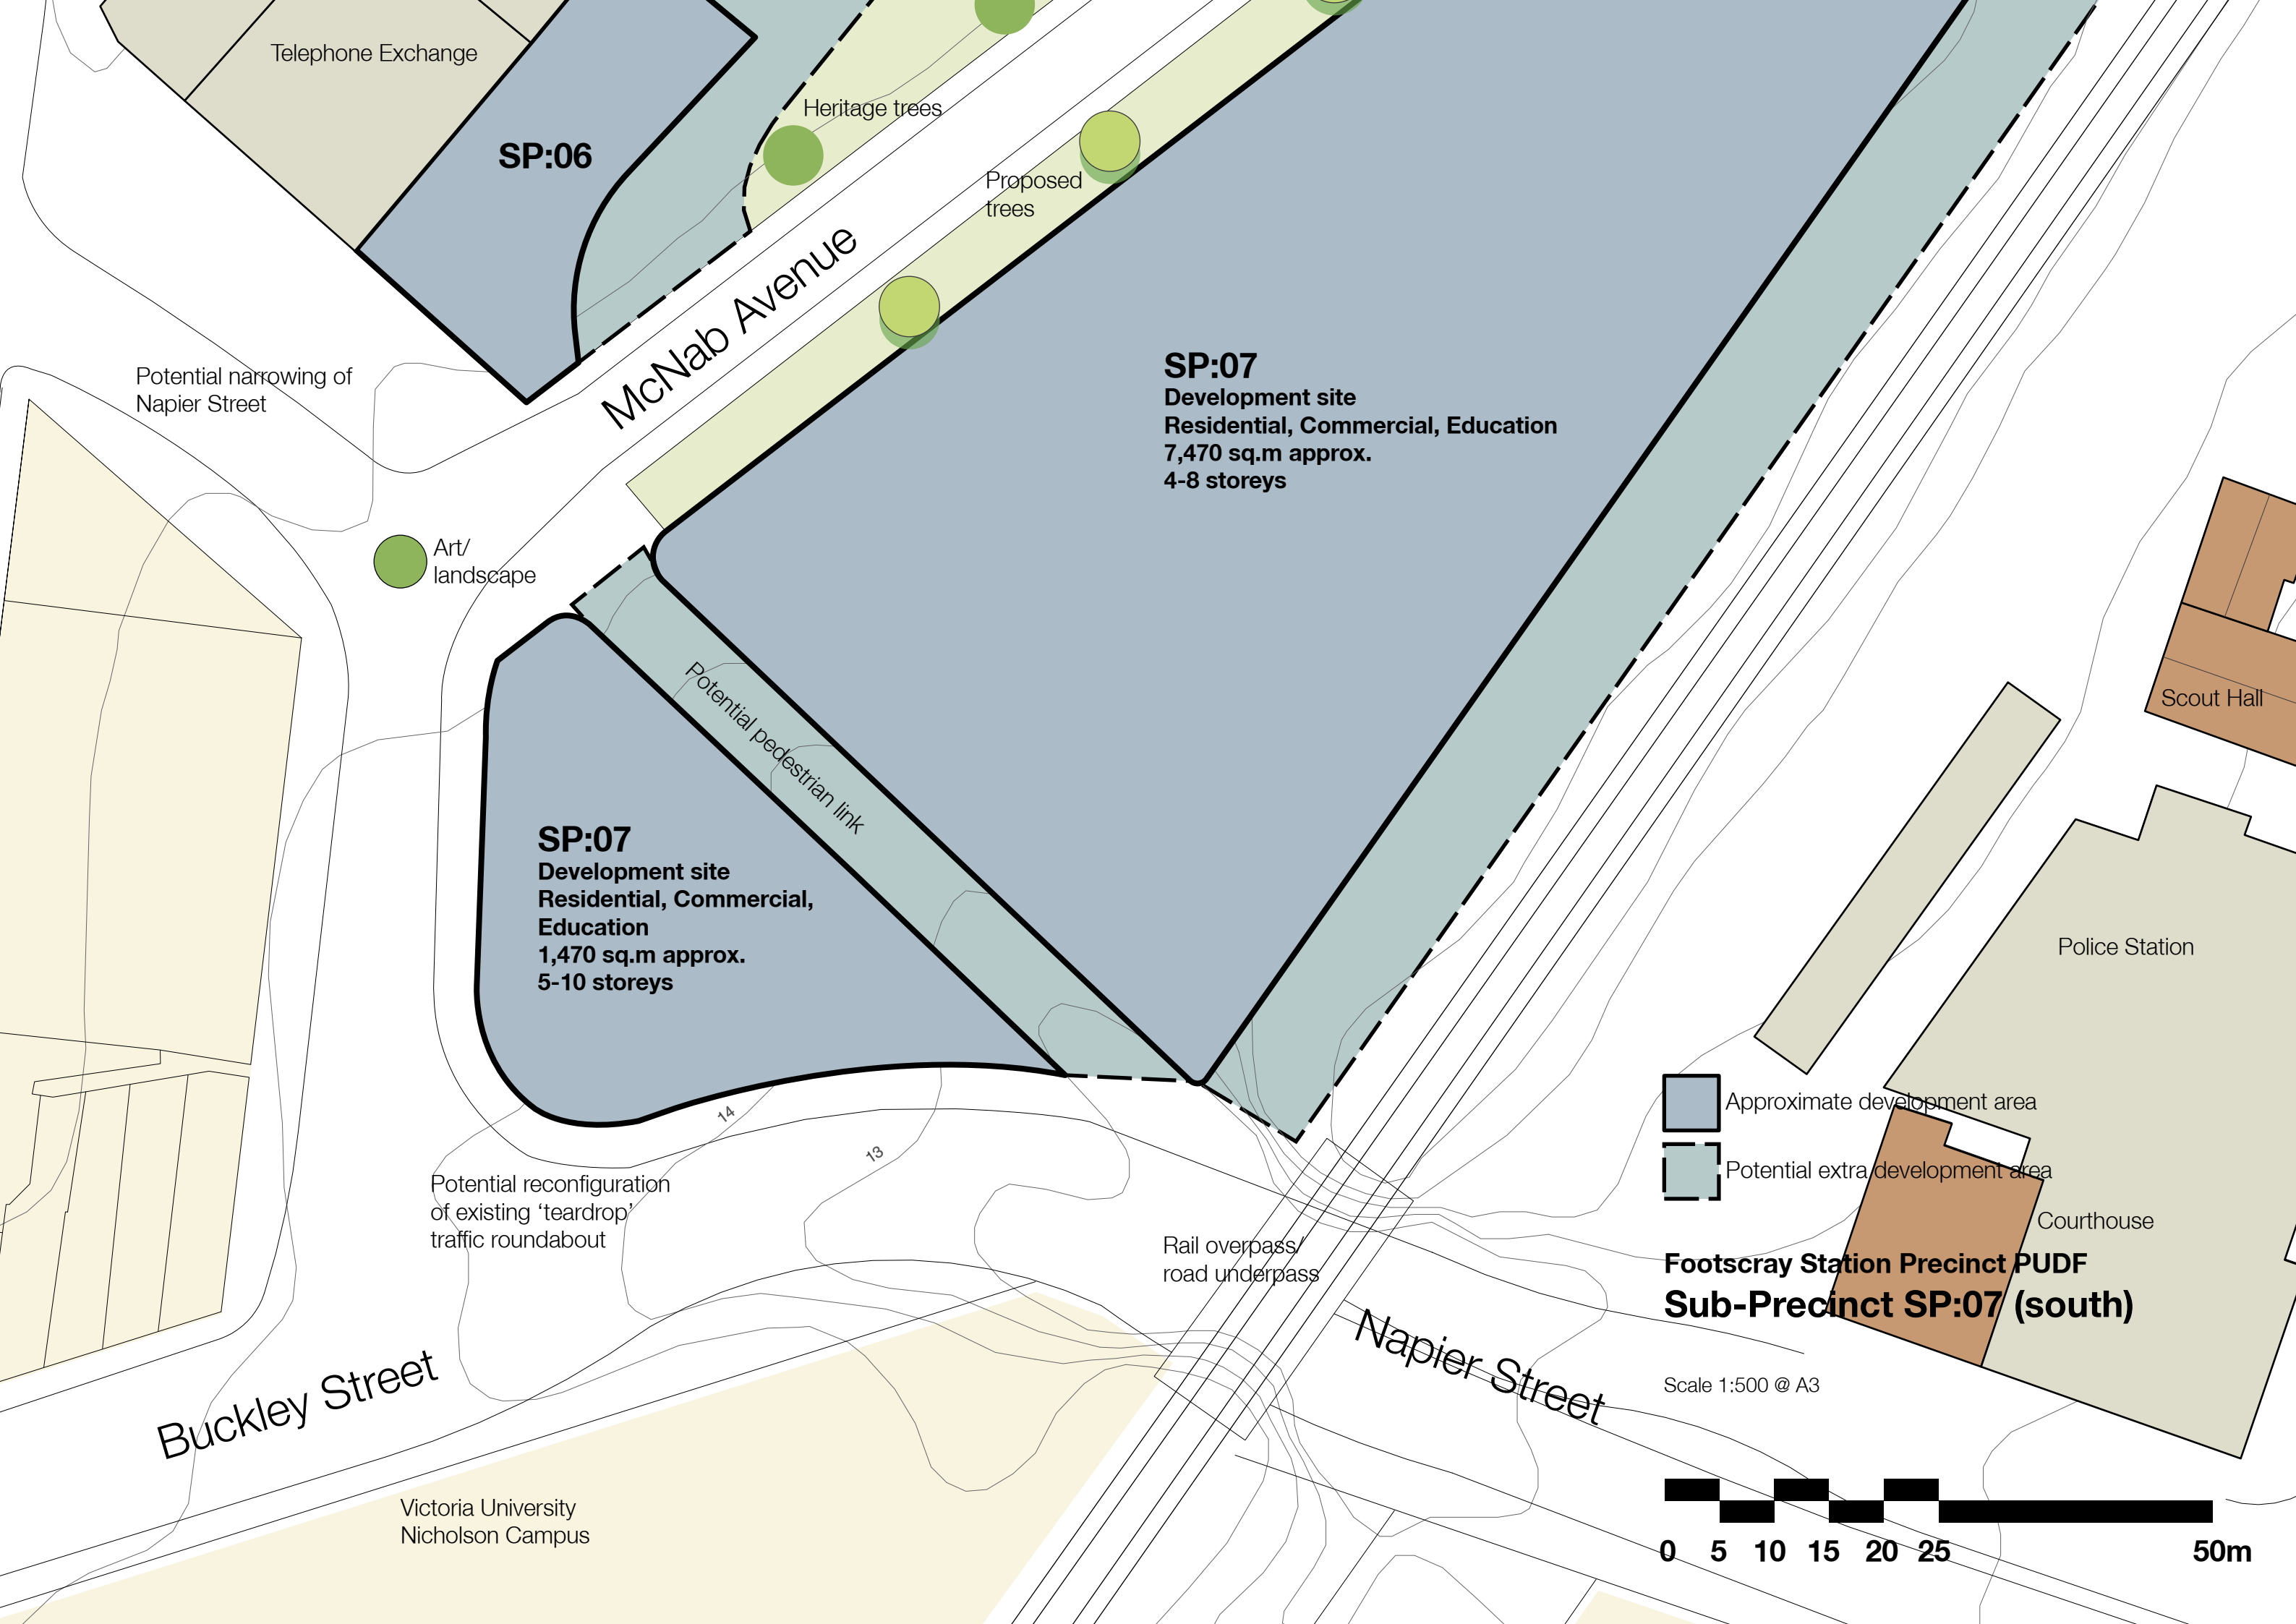 Telephone Exchange
SP:06
Heritage trees
Proposed
trees
McNab Avenue
Potential narrowing of
Napier Street
SP:07
Development site
Residential, Commercial, Education
7,470 sq.m approx.
4-8 storeys
Art/
landscape
Potential pedestrian link
Scout Hall
SP:07
Development site
Residential, Commercial,
Education
1,470 sq.m approx.
5-10 storeys
Police Station
14
13
Approximate development area
Potential extra development area
Potential reconfiguration
of existing ‘teardrop’
traffic roundabout
Courthouse
Rail overpass/
road underpass
Footscray Station Precinct PUDF
Sub-Precinct SP:07 (south)
Napier Street
Scale 1:500 @ A3
Buckley Street
Victoria University
Nicholson Campus
0 5 10 15 20 25 50m